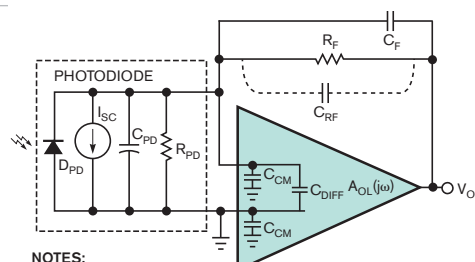 C_F
R_F
C_RF
PHOTODIODE
I_SC
C_PD
R_PD
D_PD
C_CM
C_DIFF
A_OL(jω)
V_O
C_CM
NOTES: